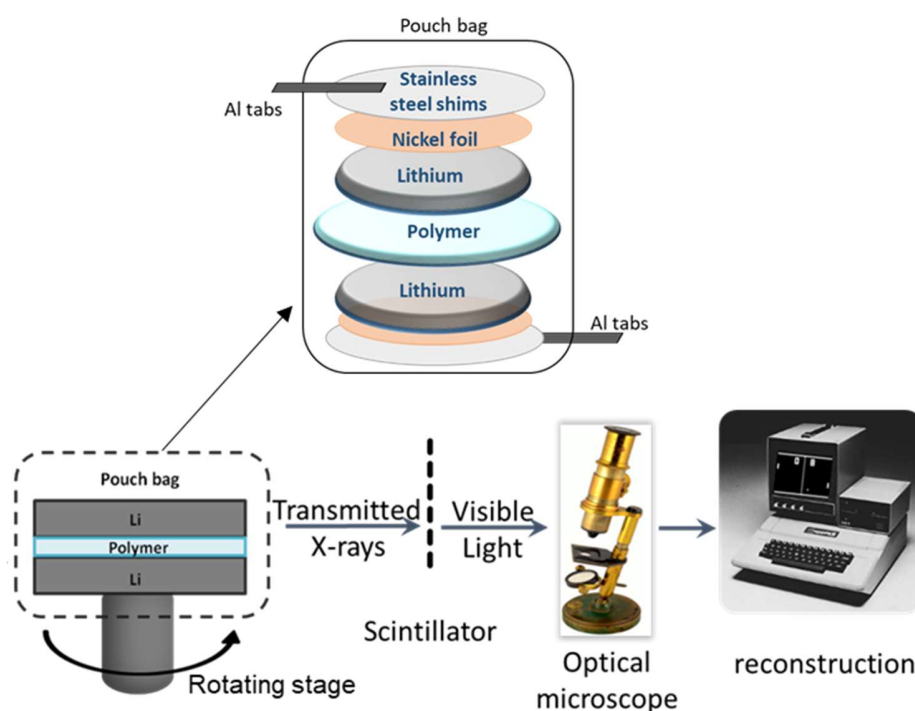 Pouch bag
Al tabs
Stainless
steel shims
Nickel foil
Lithium
Polymer
Lithium
Al tabs
Pouch bag
Li
Polymer
Li
Rotating stage
Transmitted
X-rays
Scintillator
Visible
Light
Optical
microscope
reconstruction